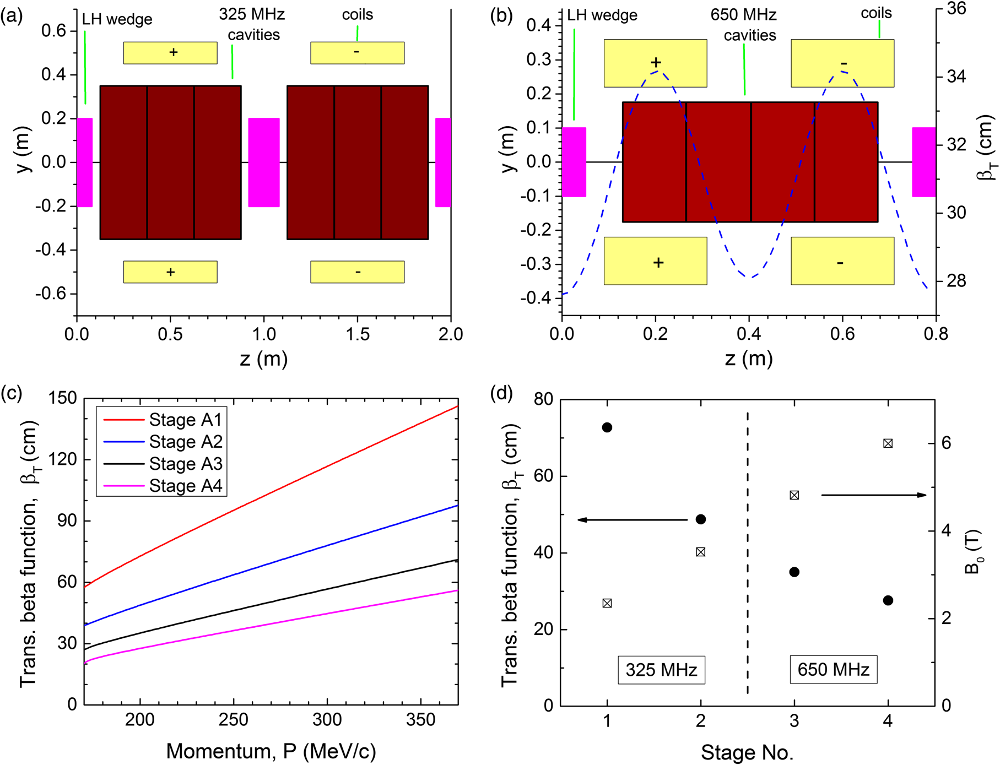 (a)
LH wedge
325 MHz
cavities
coils
+
-
+
-
0.6
0.4
0.2
0.0
-0.2
-0.4
-0.6
y (m)
0.0 0.5 1.0 1.5 2.0
z (m)
(b)
LH wedge
650 MHz
cavities
coils
+
-
+
-
0.4
0.3
0.2
0.1
0.0
-0.1
-0.2
-0.3
-0.4
y (m)
36
34
32
30
28
βT (cm)
0.0 0.2 0.4 0.6 0.8
z (m)
(c)
150
120
90
60
30
0
Trans. beta function, βT (cm)
Stage A1
Stage A2
Stage A3
Stage A4
200 250 300 350
Momentum, P (MeV/c)
(d)
80
60
40
20
0
Trans. beta function, βT (cm)
325 MHz
650 MHz
6
4
2
0
B0 (T)
1 2 3 4
Stage No.